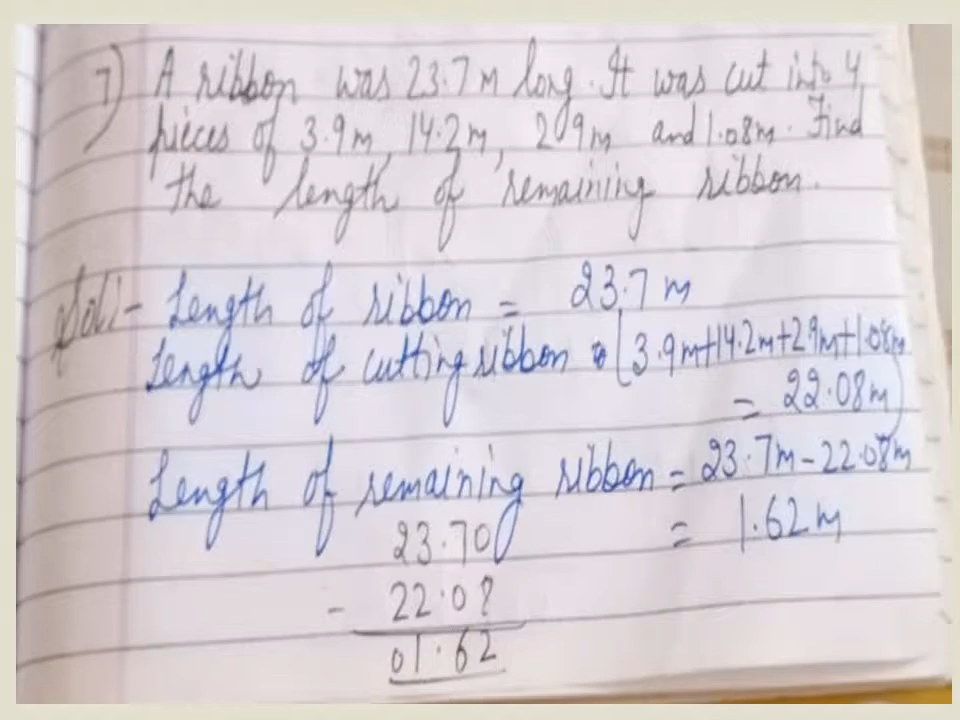 7) A ribbon was 23.7 m long. It was cut into 4
pieces of 3.9m, 14.2m, 2.9m and 1.08m. Find
the length of remaining ribbon.
Sol:- Length of ribbon = 23.7 m
Length of cutting ribbon = (3.9m+14.2m+2.9m+1.08m
= 22.08m)
Length of remaining ribbon = 23.7m-22.08m
= 1.62m
23.70
- 22.08
01.62